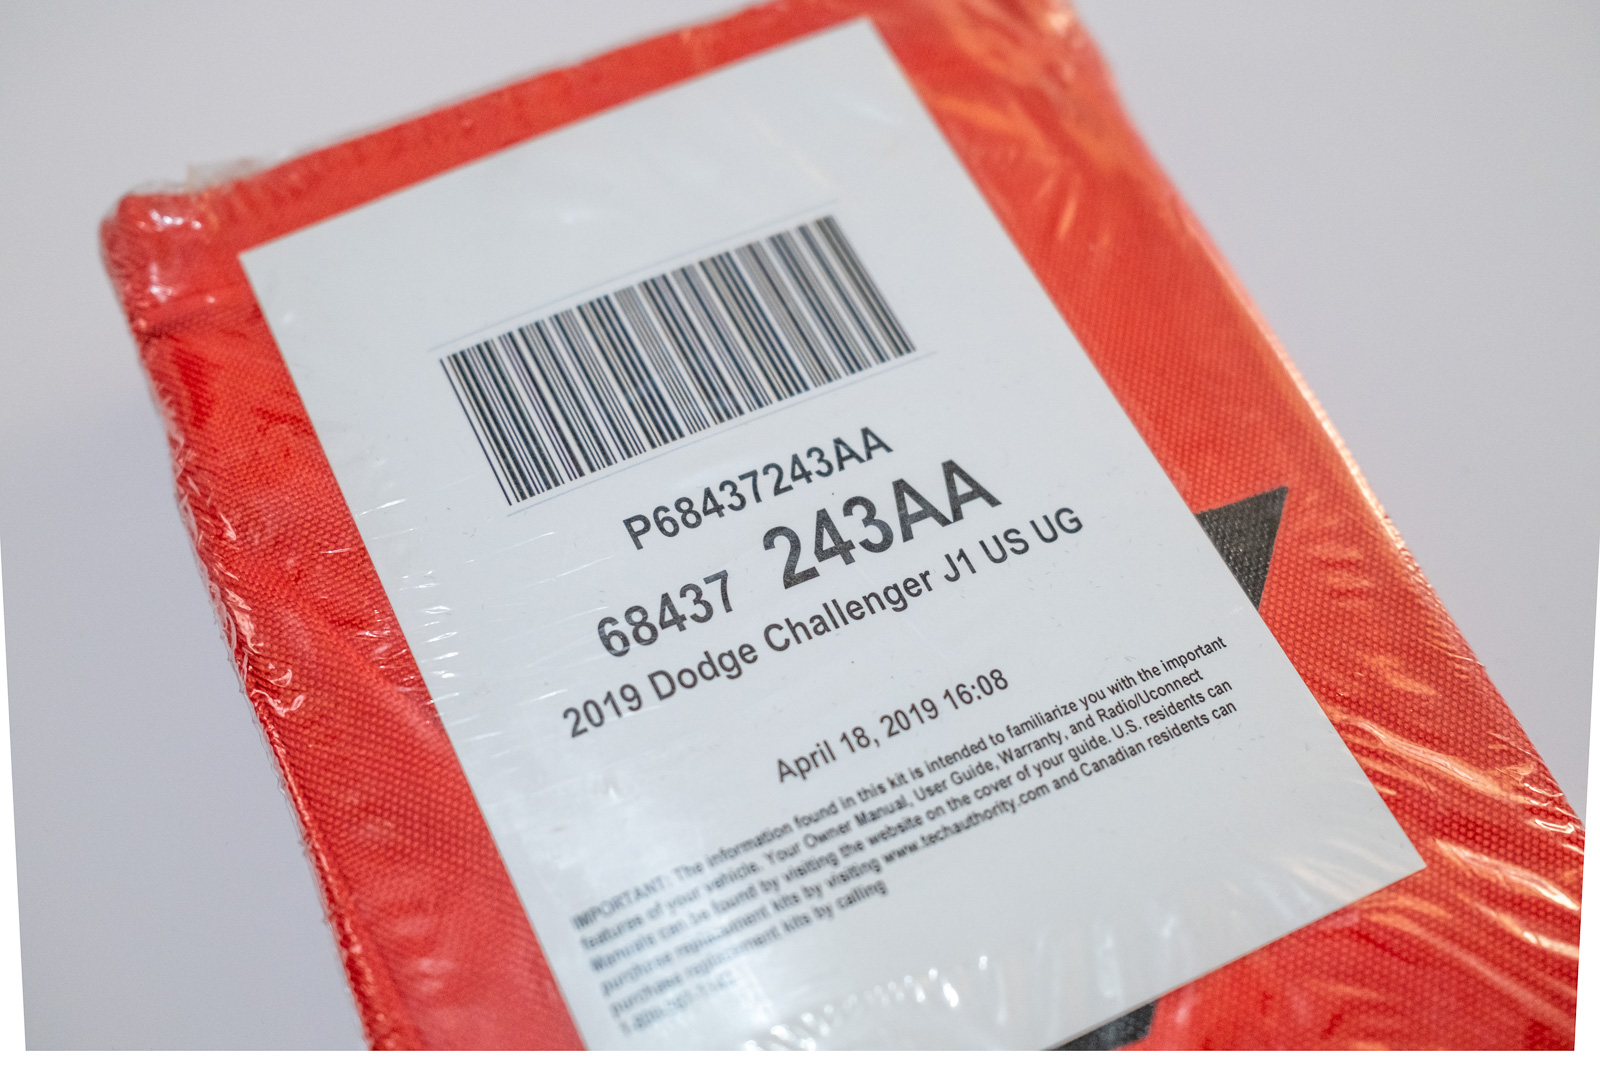 P68437243AA
68437 243AA
2019 Dodge Challenger J1 US UG
April 18, 2019 16:08
IMPORTANT: The information found in this kit is intended to familiarize you with the important
features of your vehicle. Your Owner Manual, User Guide, Warranty, and Radio/Uconnect
Manuals can be found by visiting the website on the cover of your guide. U.S. residents can
purchase replacement kits by visiting www.techauthority.com and Canadian residents can
purchase replacement kits by calling